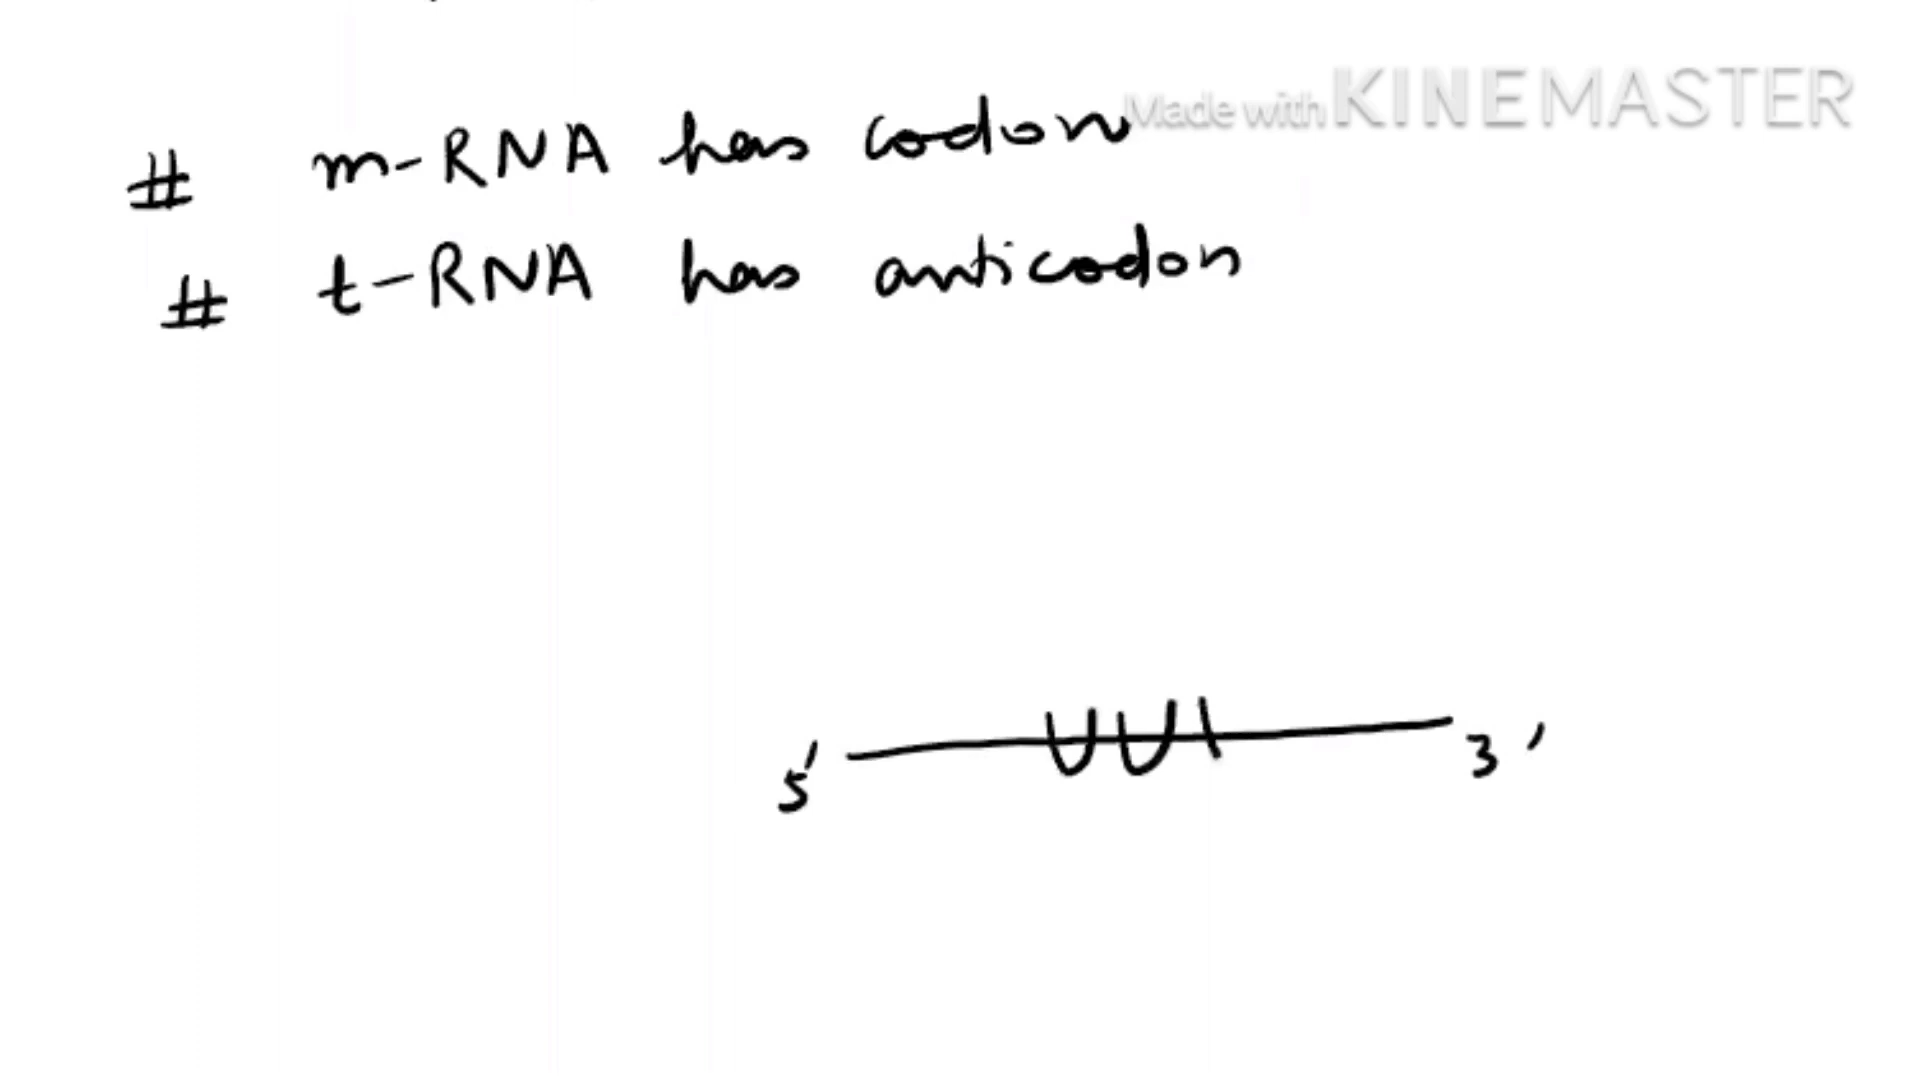 Made with KINEMASTER
# m-RNA has codon
# t-RNA has anticodon
5' UU 3'